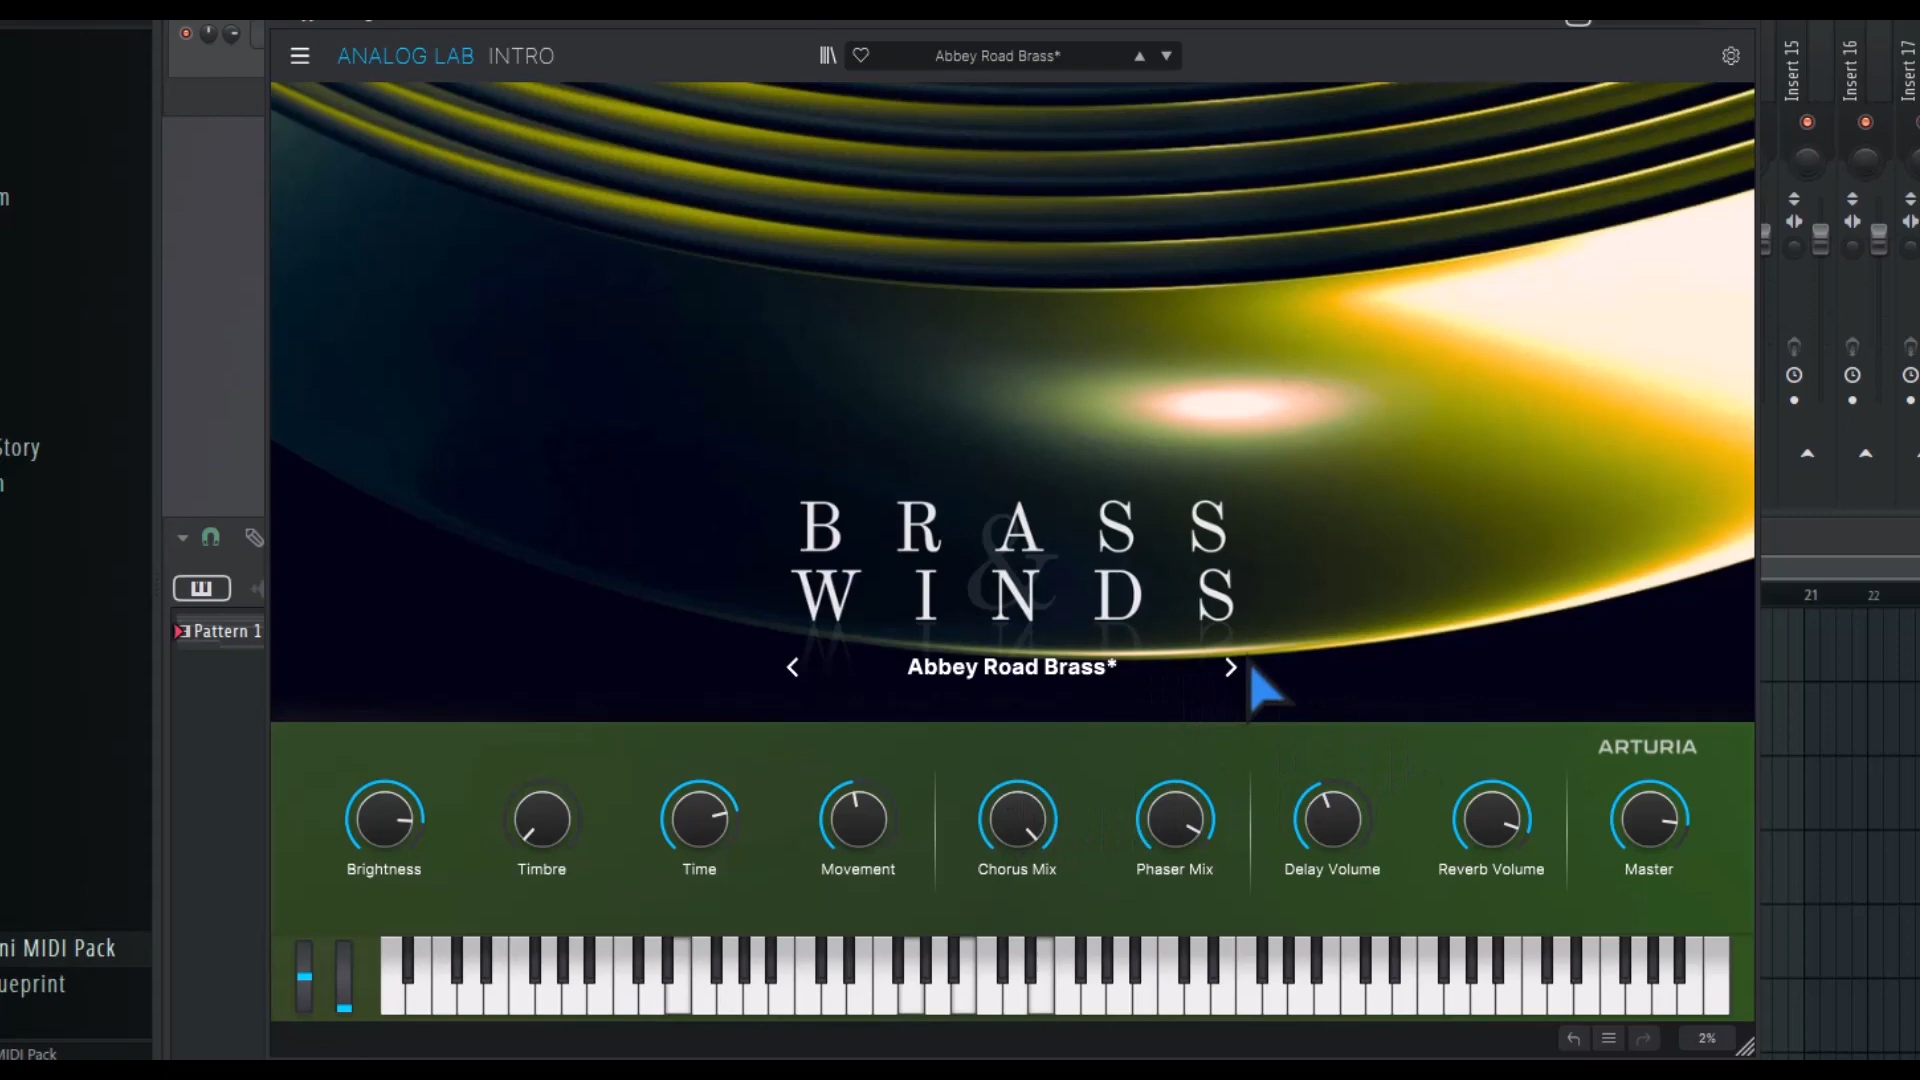 ANALOG LAB INTRO
Abbey Road Brass*
Insert 15
Insert 16
Insert 17
Story
BRASS
&
WINDS
Abbey Road Brass*
21
22
Pattern 1
ARTURIA
Brightness
Timbre
Time
Movement
Chorus Mix
Phaser Mix
Delay Volume
Reverb Volume
Master
ni MIDI Pack
ueprint
MIDI Pack
2%